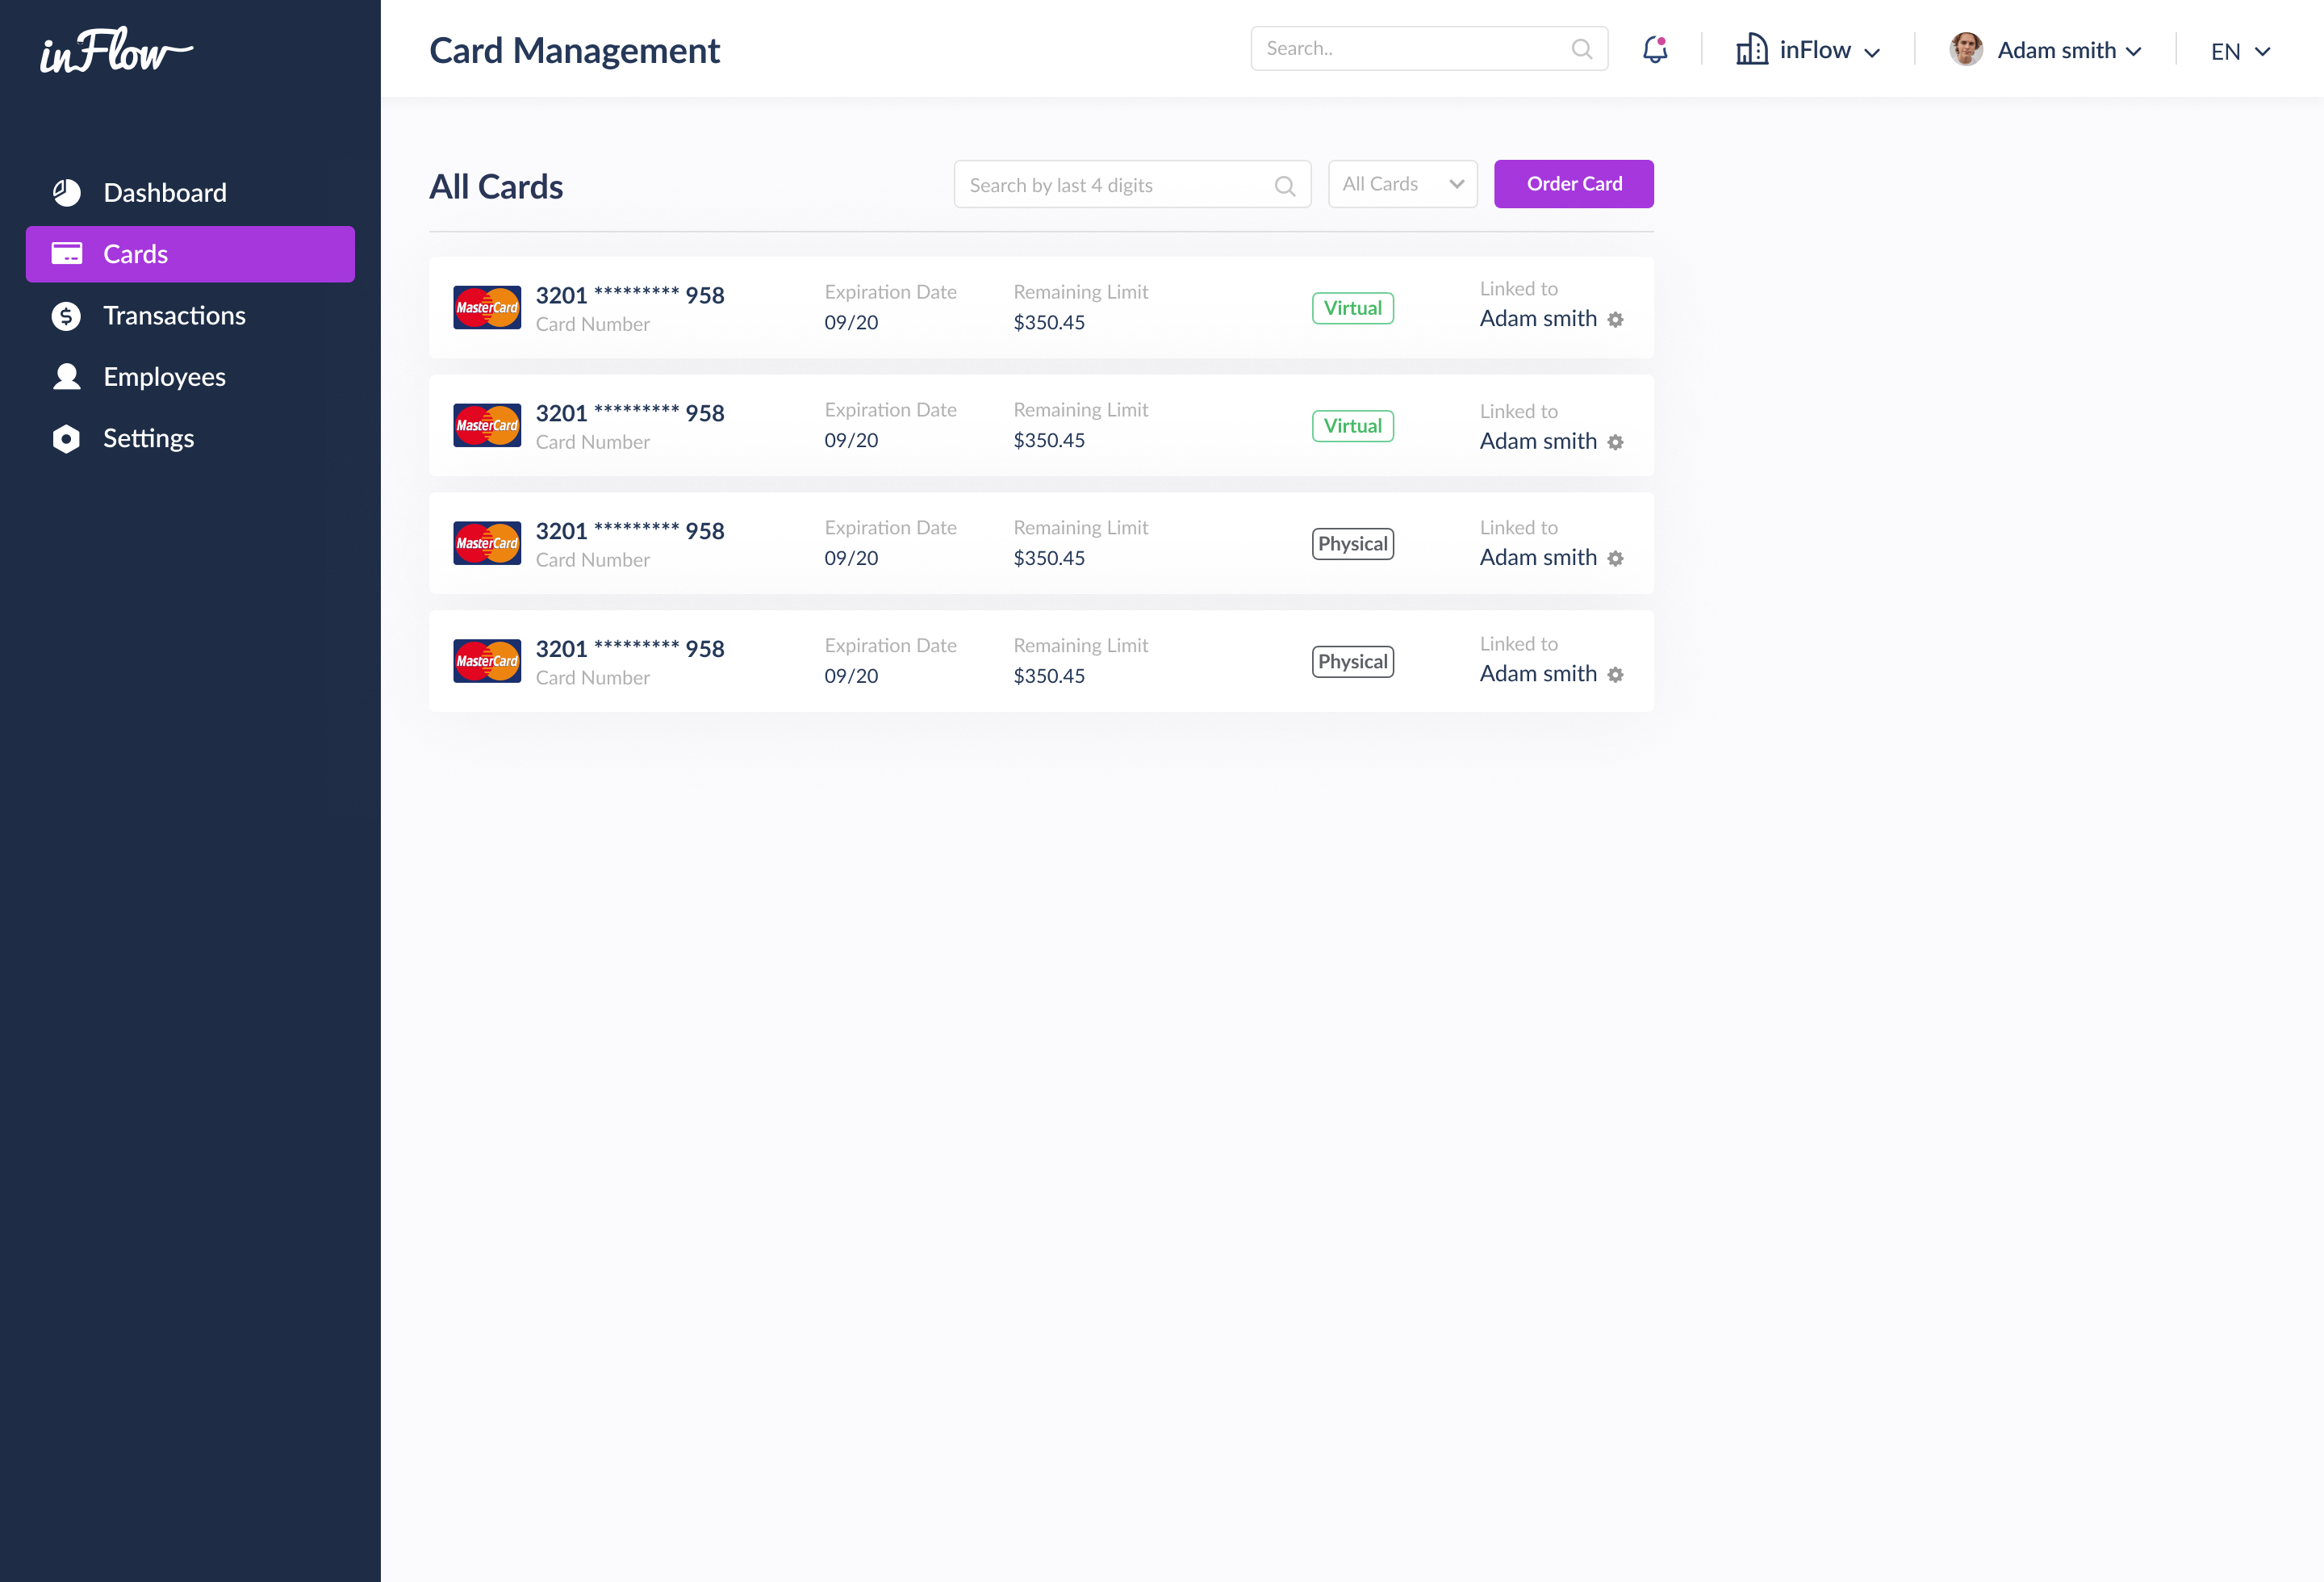 inFlow
Card Management
Search..
inFlow
Adam smith
EN
Dashboard
Cards
Transactions
Employees
Settings
All Cards
Search by last 4 digits
All Cards
Order Card
MasterCard
3201 ********* 958
Card Number
Expiration Date
09/20
Remaining Limit
$350.45
Virtual
Linked to
Adam smith
MasterCard
3201 ********* 958
Card Number
Expiration Date
09/20
Remaining Limit
$350.45
Virtual
Linked to
Adam smith
MasterCard
3201 ********* 958
Card Number
Expiration Date
09/20
Remaining Limit
$350.45
Physical
Linked to
Adam smith
MasterCard
3201 ********* 958
Card Number
Expiration Date
09/20
Remaining Limit
$350.45
Physical
Linked to
Adam smith